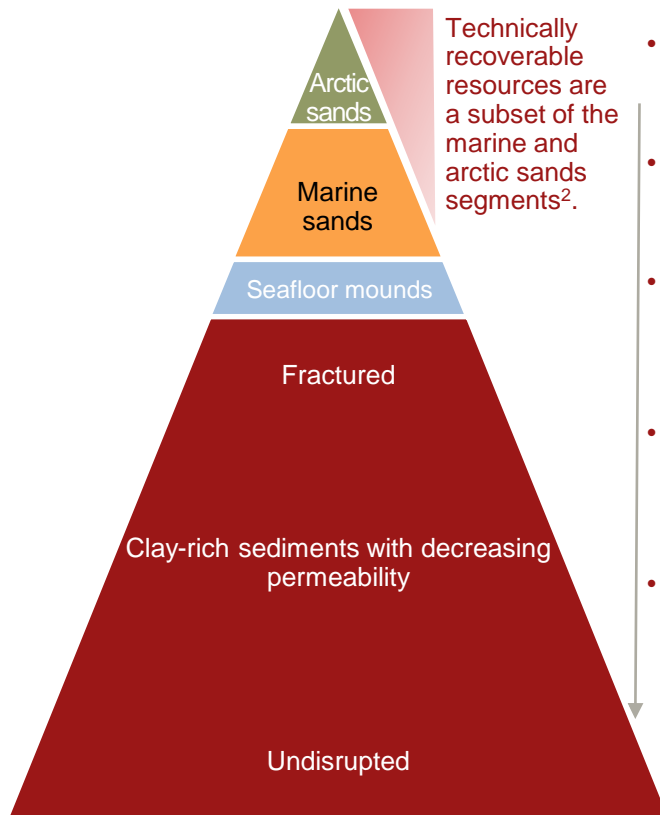 Arctic
sands
Technically
recoverable
resources are
a subset of the
marine and
arctic sands
segments².
Marine
sands
Seafloor mounds
Fractured
Clay-rich sediments with decreasing
permeability
Undisrupted